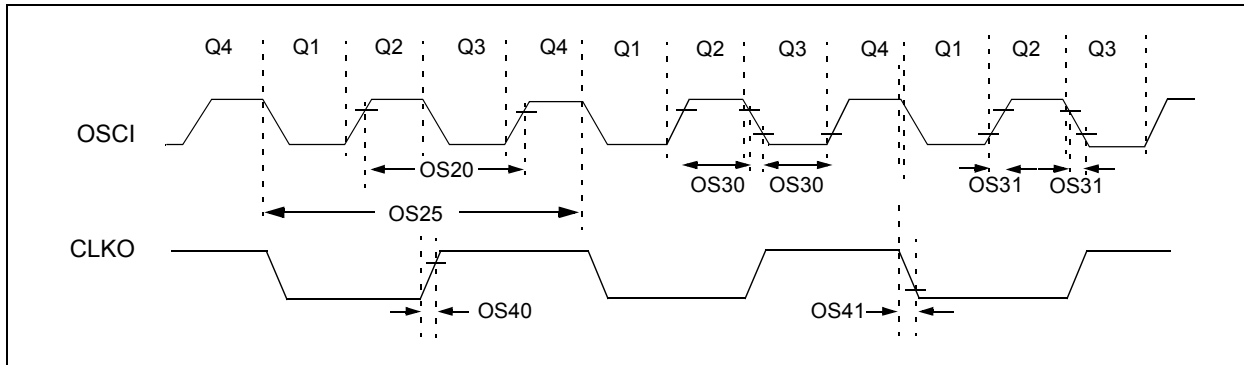 Q4 Q1 Q2 Q3 Q4 Q1 Q2 Q3 Q4 Q1 Q2 Q3
OSCI
OS20
OS30 OS30
OS31 OS31
OS25
CLKO
OS40
OS41